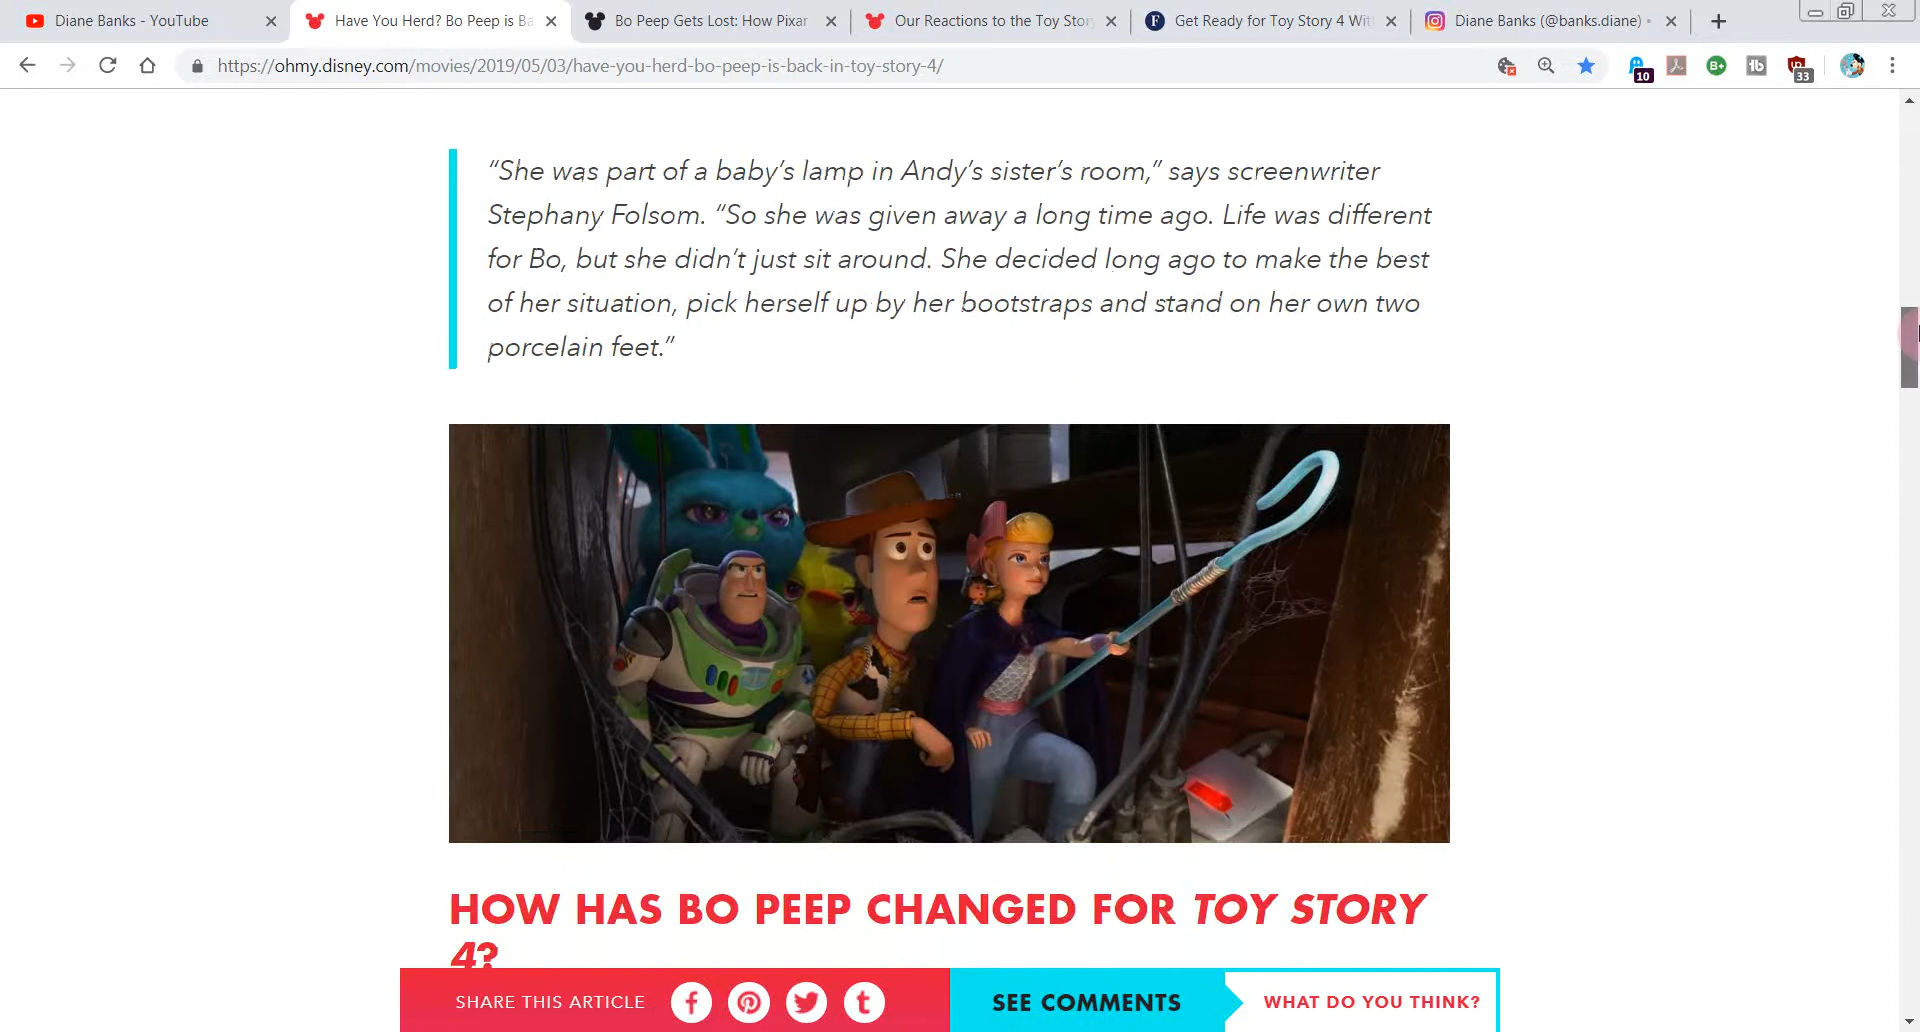 Diane Banks - YouTube
Have You Herd? Bo Peep is Ba
Bo Peep Gets Lost: How Pixar
Our Reactions to the Toy Story
Get Ready for Toy Story 4 Wit
Diane Banks (@banks.diane) •
https://ohmy.disney.com/movies/2019/05/03/have-you-herd-bo-peep-is-back-in-toy-story-4/
10
B+
tb
33
“She was part of a baby’s lamp in Andy’s sister’s room,” says screenwriter
Stephany Folsom. “So she was given away a long time ago. Life was different
for Bo, but she didn’t just sit around. She decided long ago to make the best
of her situation, pick herself up by her bootstraps and stand on her own two
porcelain feet.”
HOW HAS BO PEEP CHANGED FOR TOY STORY
4?
SHARE THIS ARTICLE
SEE COMMENTS
WHAT DO YOU THINK?